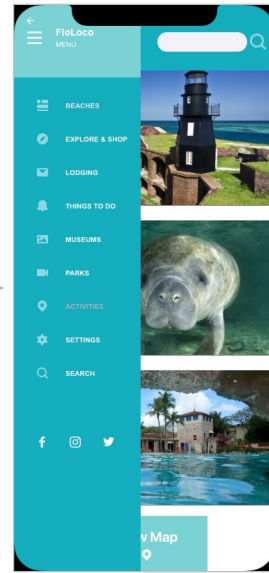 FloLoco
MENU
BEACHES
EXPLORE & SHOP
LODGING
THINGS TO DO
MUSEUMS
PARKS
ACTIVITIES
SETTINGS
SEARCH
Map